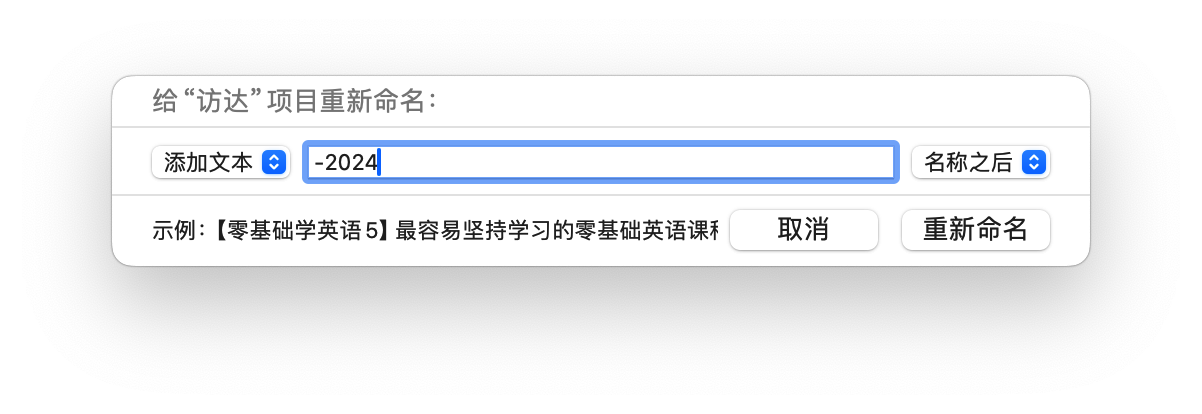 给“访达”项目重新命名：
添加文本 -2024 名称之后
示例：【零基础学英语5】最容易坚持学习的零基础英语课 取消 重新命名